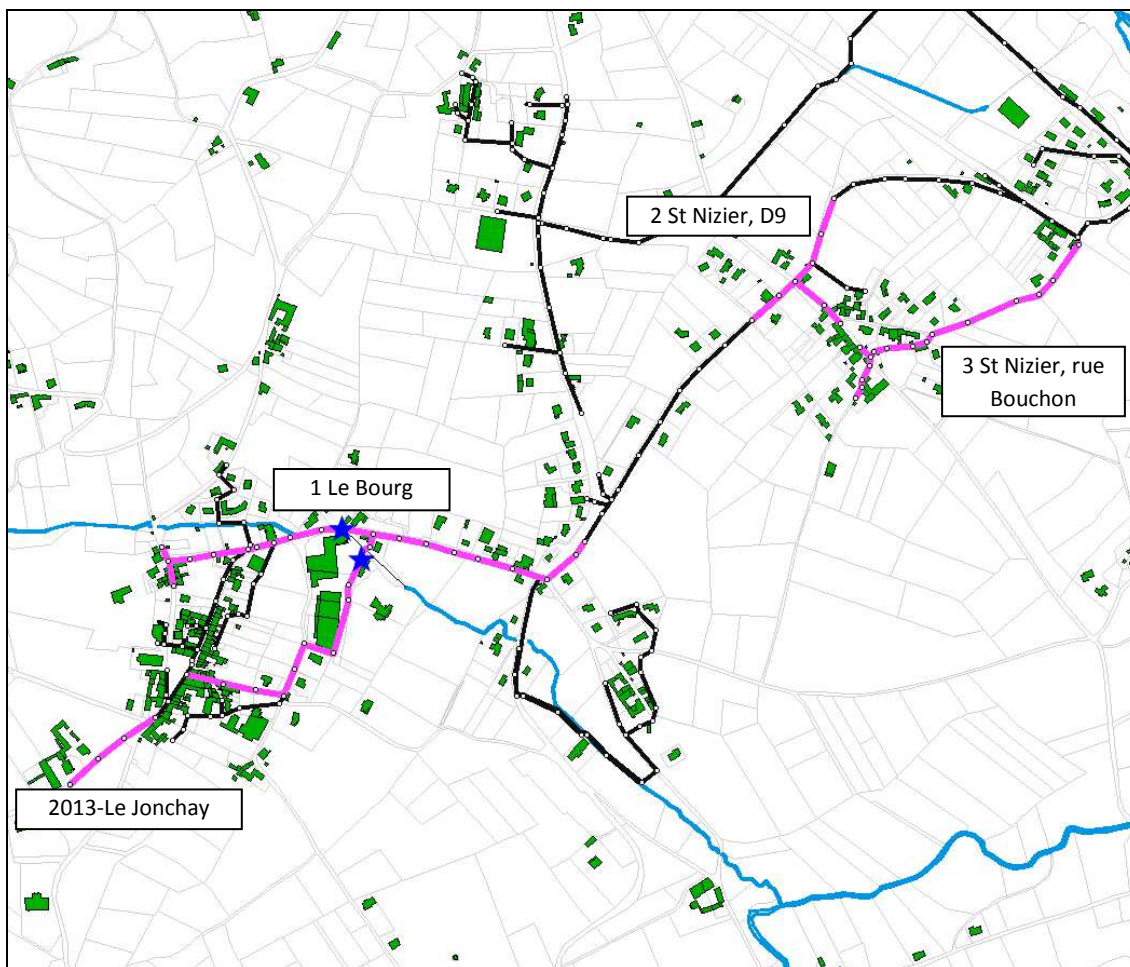 2 St Nizier, D9
3 St Nizier, rue
Bouchon
1 Le Bourg
2013-Le Jonchay